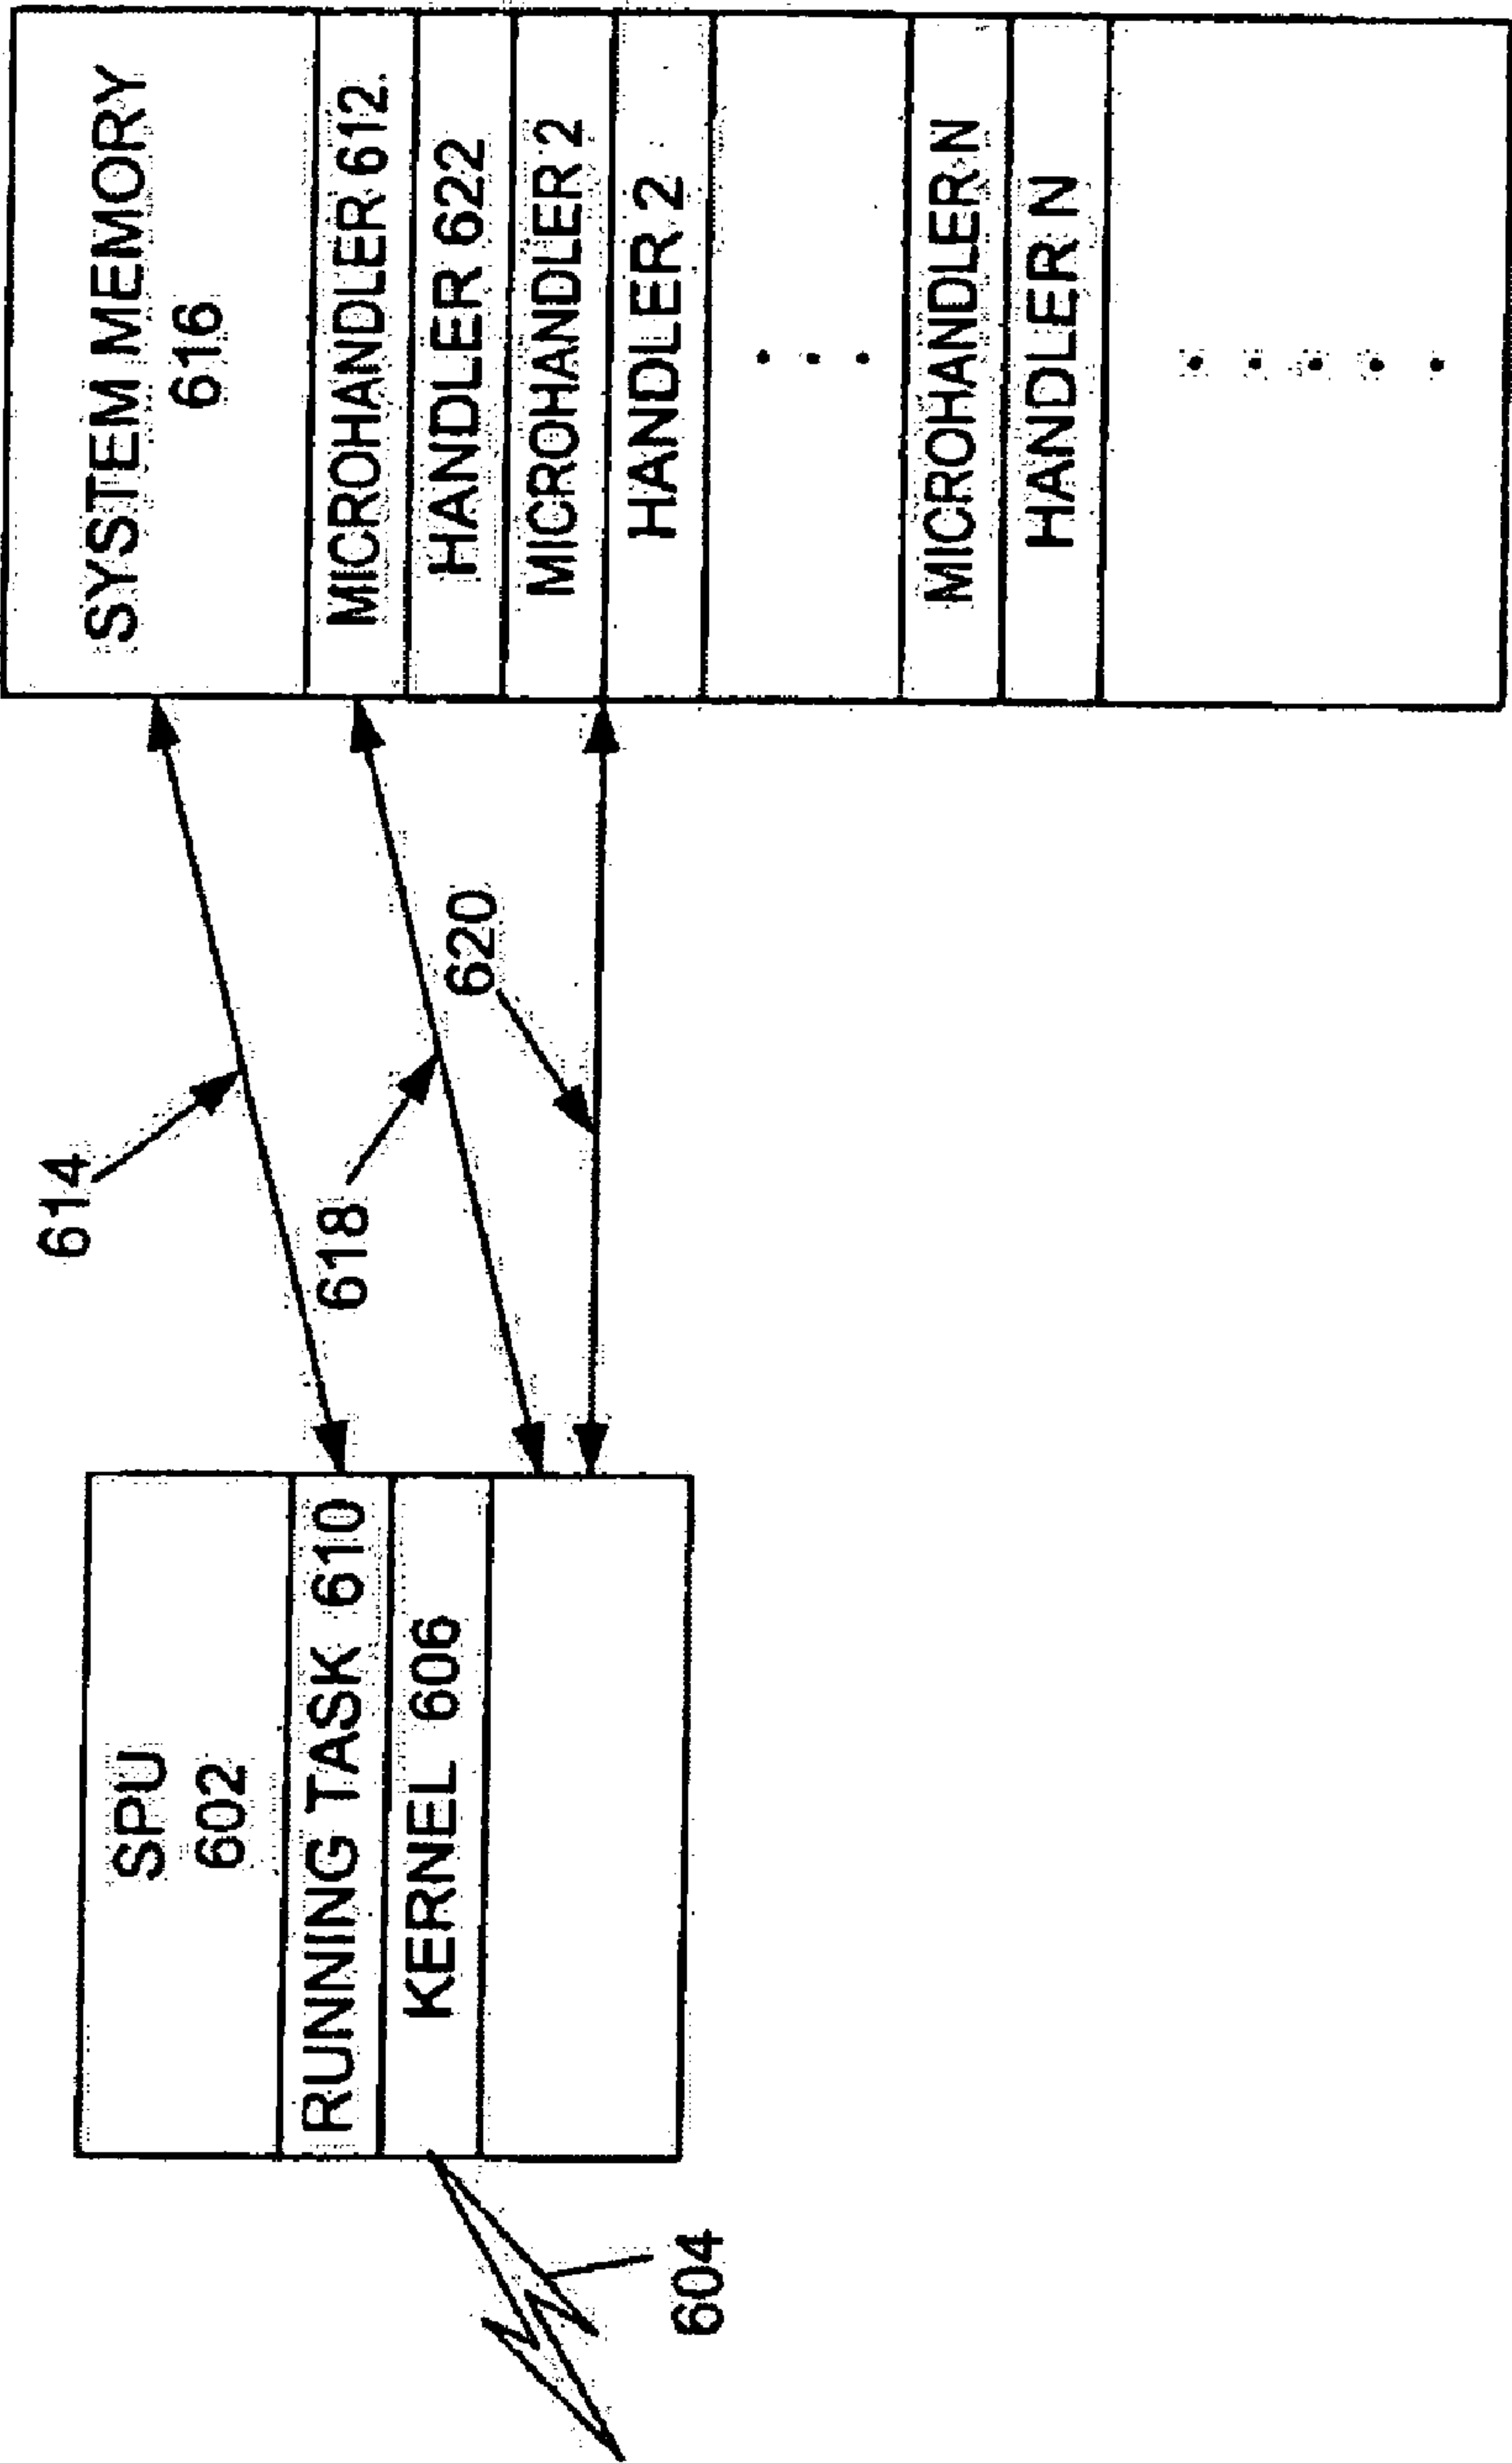 604
SPU
602
RUNNING TASK 610
KERNEL 606
614
618
620
SYSTEM MEMORY
616
MICROHANDLER 612
HANDLER 622
MICROHANDLER 2
HANDLER 2
. . .
MICROHANDLER N
HANDLER N
. . . . .